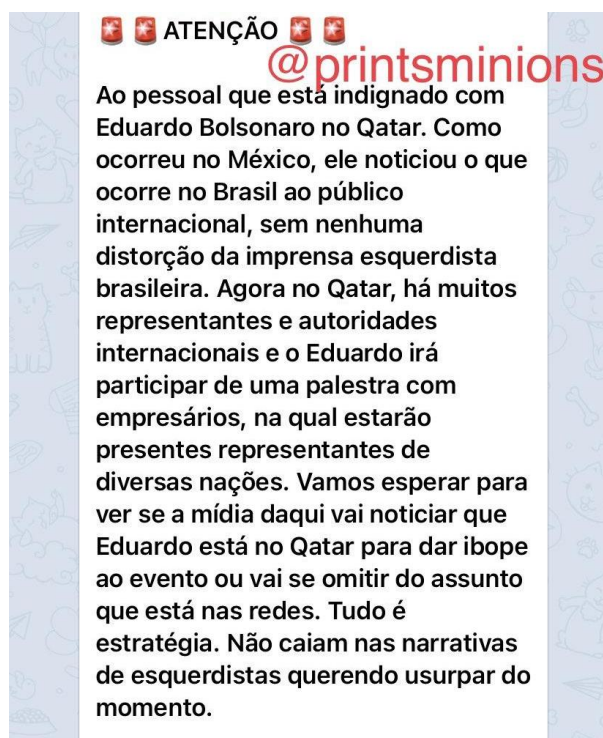 🚨 🚨 ATENÇÃO 🚨 🚨
@printsminions
Ao pessoal que está indignado com
Eduardo Bolsonaro no Qatar. Como
ocorreu no México, ele noticiou o que
ocorre no Brasil ao público
internacional, sem nenhuma
distorção da imprensa esquerdista
brasileira. Agora no Qatar, há muitos
representantes e autoridades
internacionais e o Eduardo irá
participar de uma palestra com
empresários, na qual estarão
presentes representantes de
diversas nações. Vamos esperar para
ver se a mídia daqui vai noticiar que
Eduardo está no Qatar para dar ibope
ao evento ou vai se omitir do assunto
que está nas redes. Tudo é
estratégia. Não caiam nas narrativas
de esquerdistas querendo usurpar do
momento.